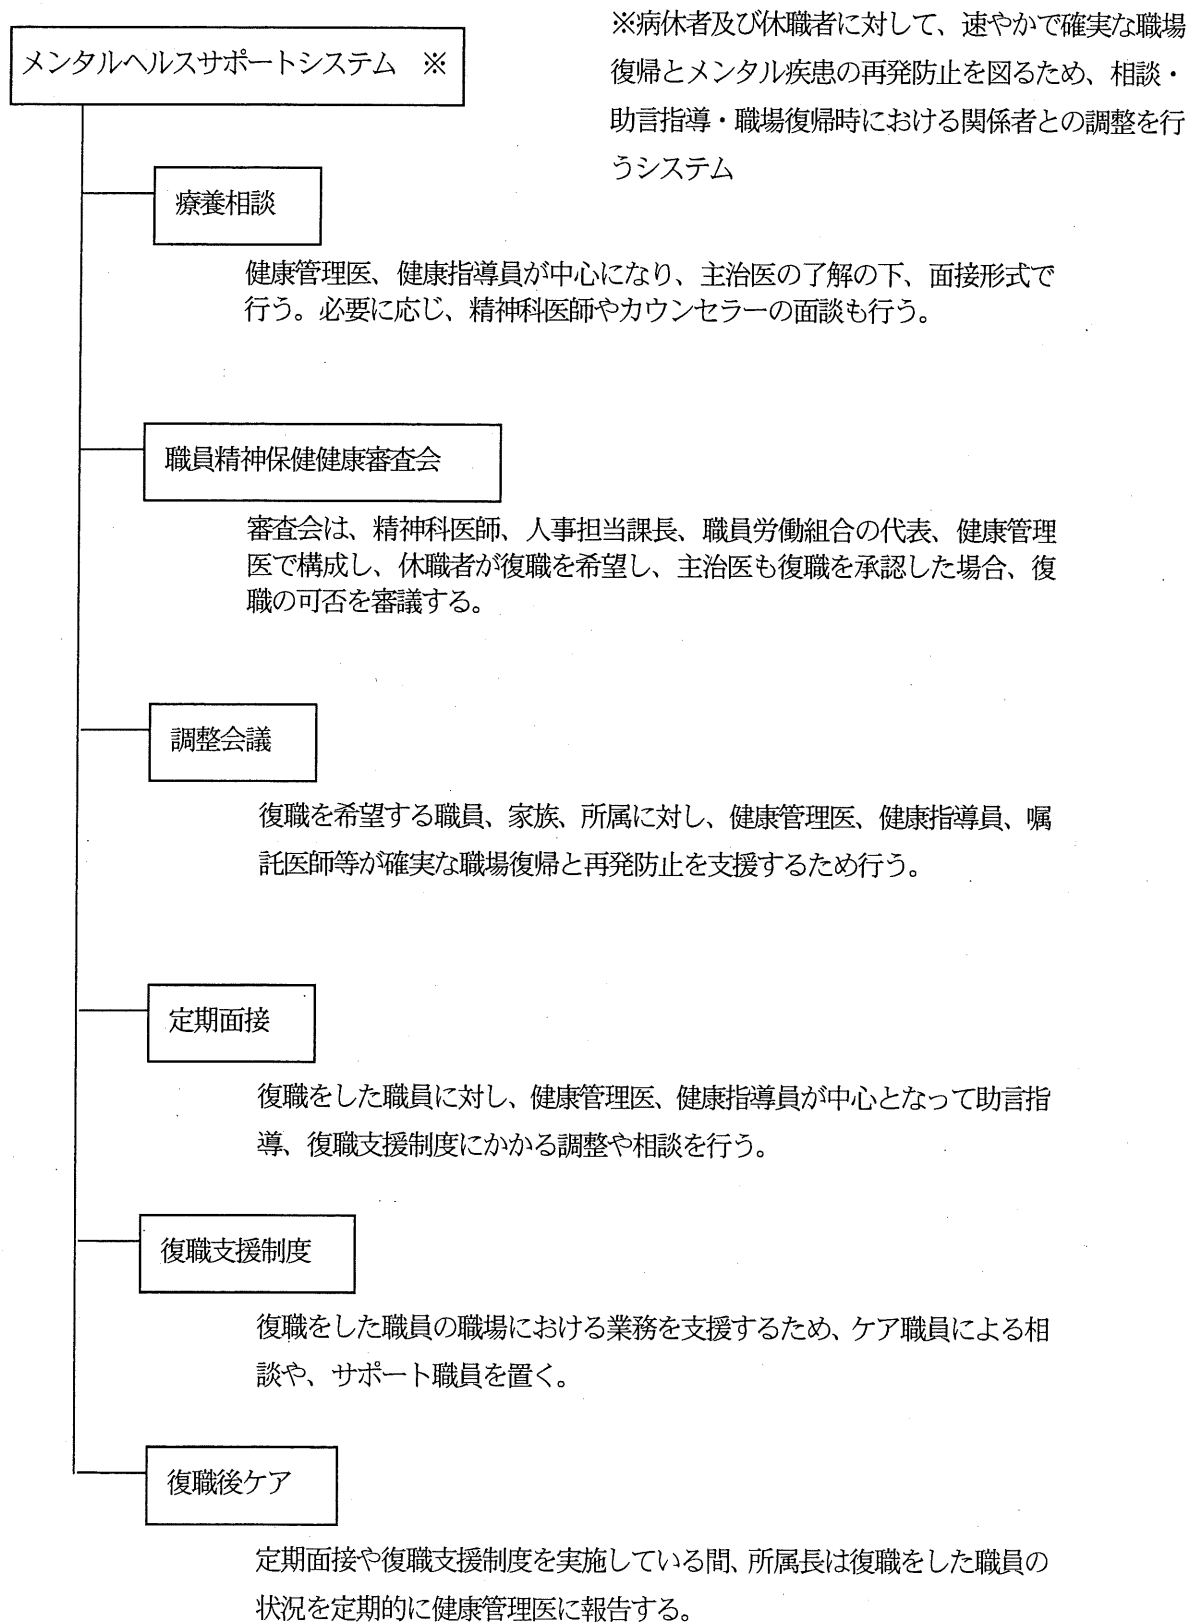 メンタルヘルスサポートシステム　※
※病休者及び休職者に対して、速やかで確実な職場
復帰とメンタル疾患の再発防止を図るため、相談・
助言指導・職場復帰時における関係者との調整を行
うシステム
療養相談
健康管理医、健康指導員が中心になり、主治医の了解の下、面接形式で
行う。必要に応じ、精神科医師やカウンセラーの面談も行う。
職員精神保健健康審査会
審査会は、精神科医師、人事担当課長、職員労働組合の代表、健康管理
医で構成し、休職者が復職を希望し、主治医も復職を承認した場合、復
職の可否を審議する。
調整会議
復職を希望する職員、家族、所属に対し、健康管理医、健康指導員、嘱
託医師等が確実な職場復帰と再発防止を支援するため行う。
定期面接
復職をした職員に対し、健康管理医、健康指導員が中心となって助言指
導、復職支援制度にかかる調整や相談を行う。
復職支援制度
復職をした職員の職場における業務を支援するため、ケア職員による相
談や、サポート職員を置く。
復職後ケア
定期面接や復職支援制度を実施している間、所属長は復職をした職員の
状況を定期的に健康管理医に報告する。